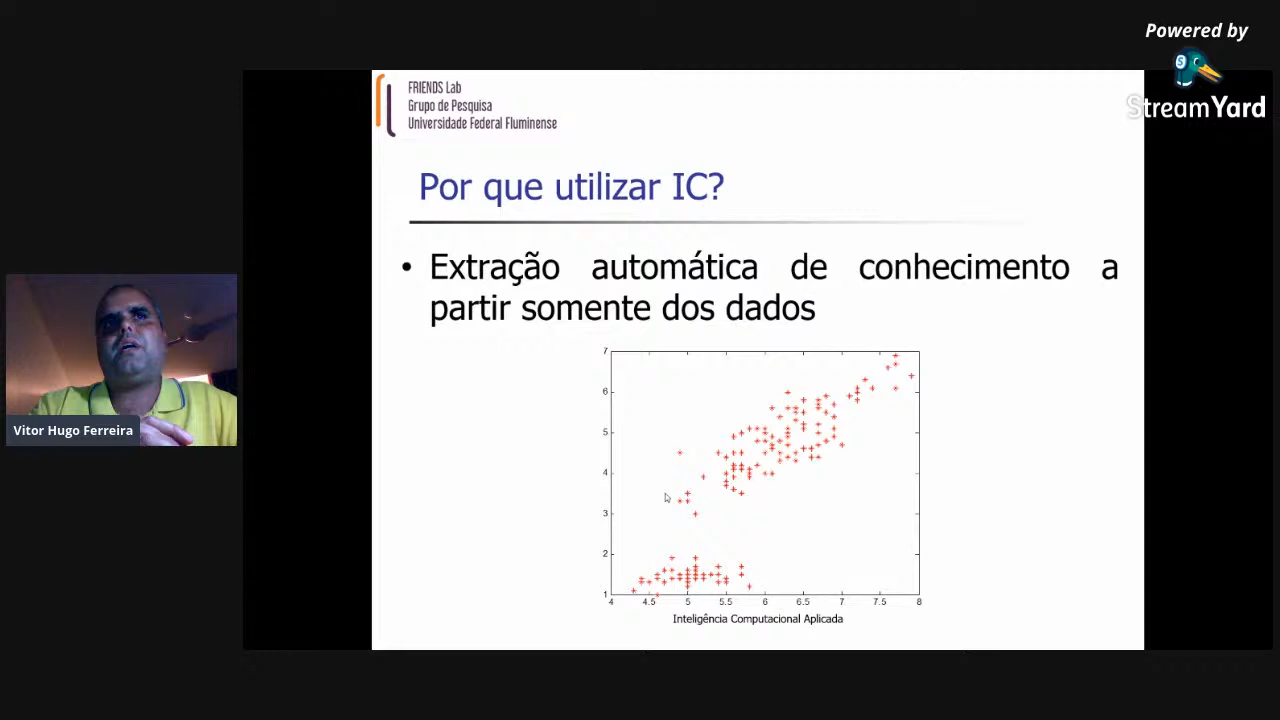 Powered by
StreamYard
FRIENDS Lab
Grupo de Pesquisa
Universidade Federal Fluminense
Por que utilizar IC?
• Extração automática de conhecimento a
partir somente dos dados
Vitor Hugo Ferreira
7
6
5
4
3
2
1
4 4.5 5 5.5 6 6.5 7 7.5 8
Inteligência Computacional Aplicada